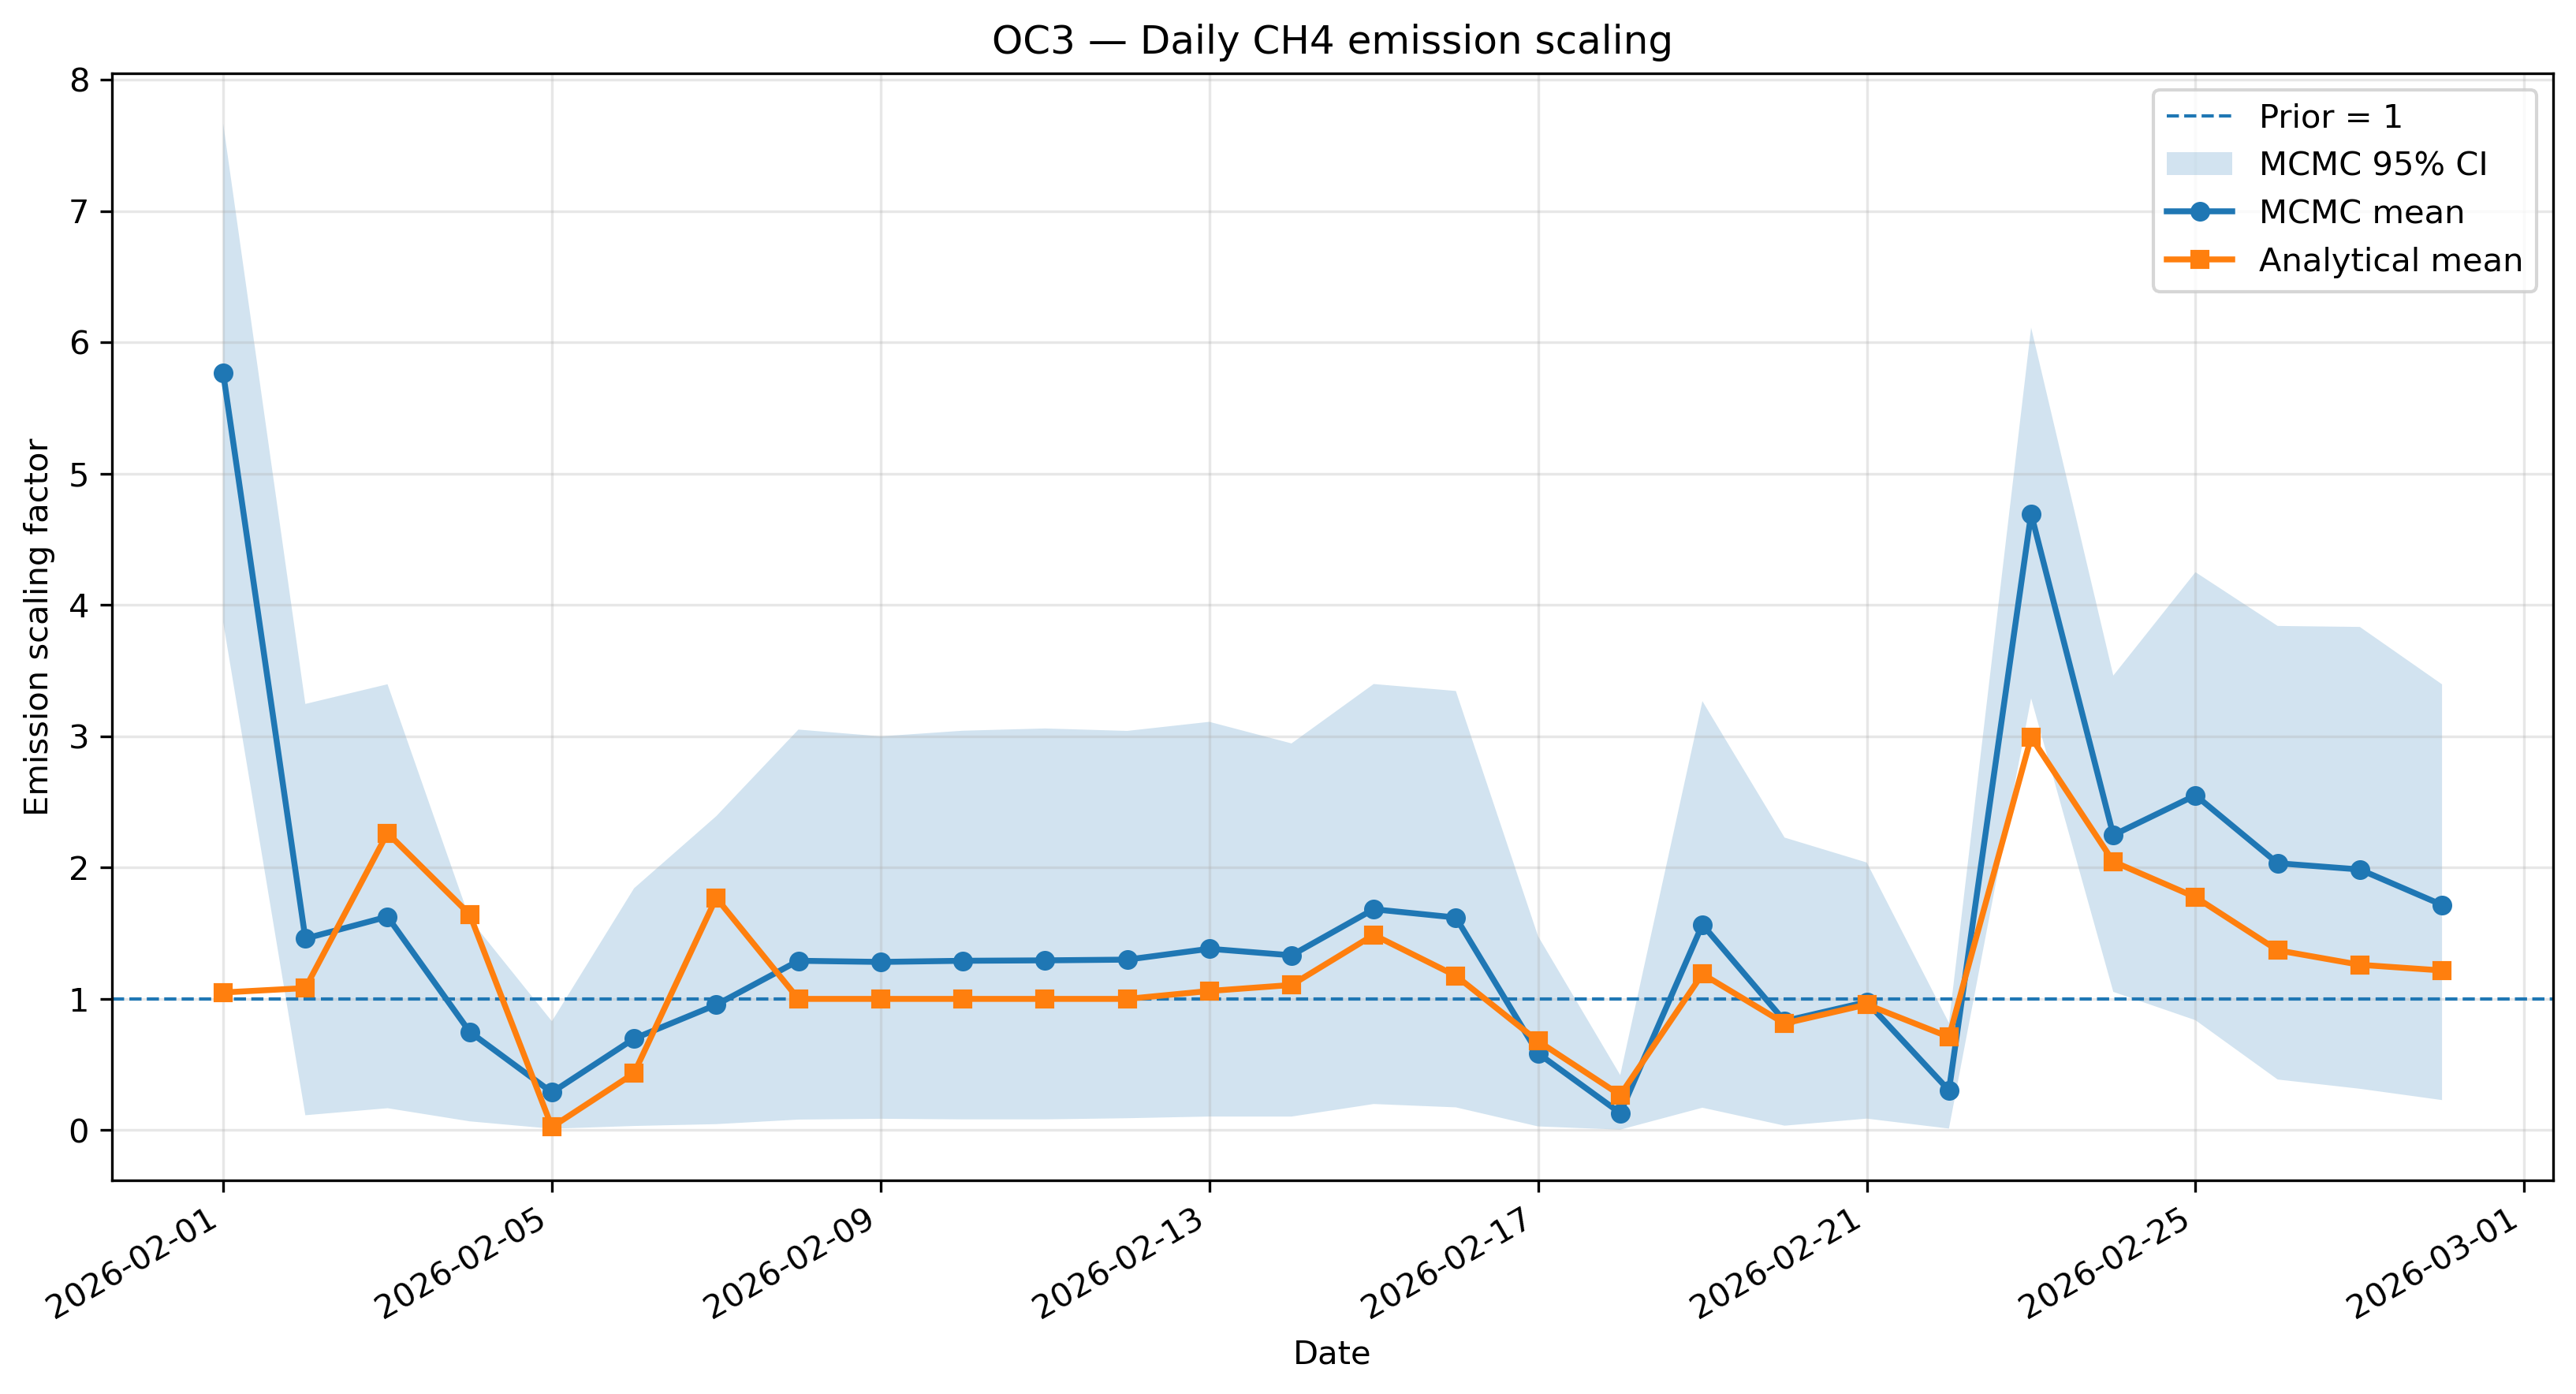 OC3 — Daily CH4 emission scaling
8
7
6
5
4
3
2
1
0
Emission scaling factor
Prior = 1
MCMC 95% CI
MCMC mean
Analytical mean
2026-02-01
2026-02-05
2026-02-09
2026-02-13
2026-02-17
2026-02-21
2026-02-25
2026-03-01
Date